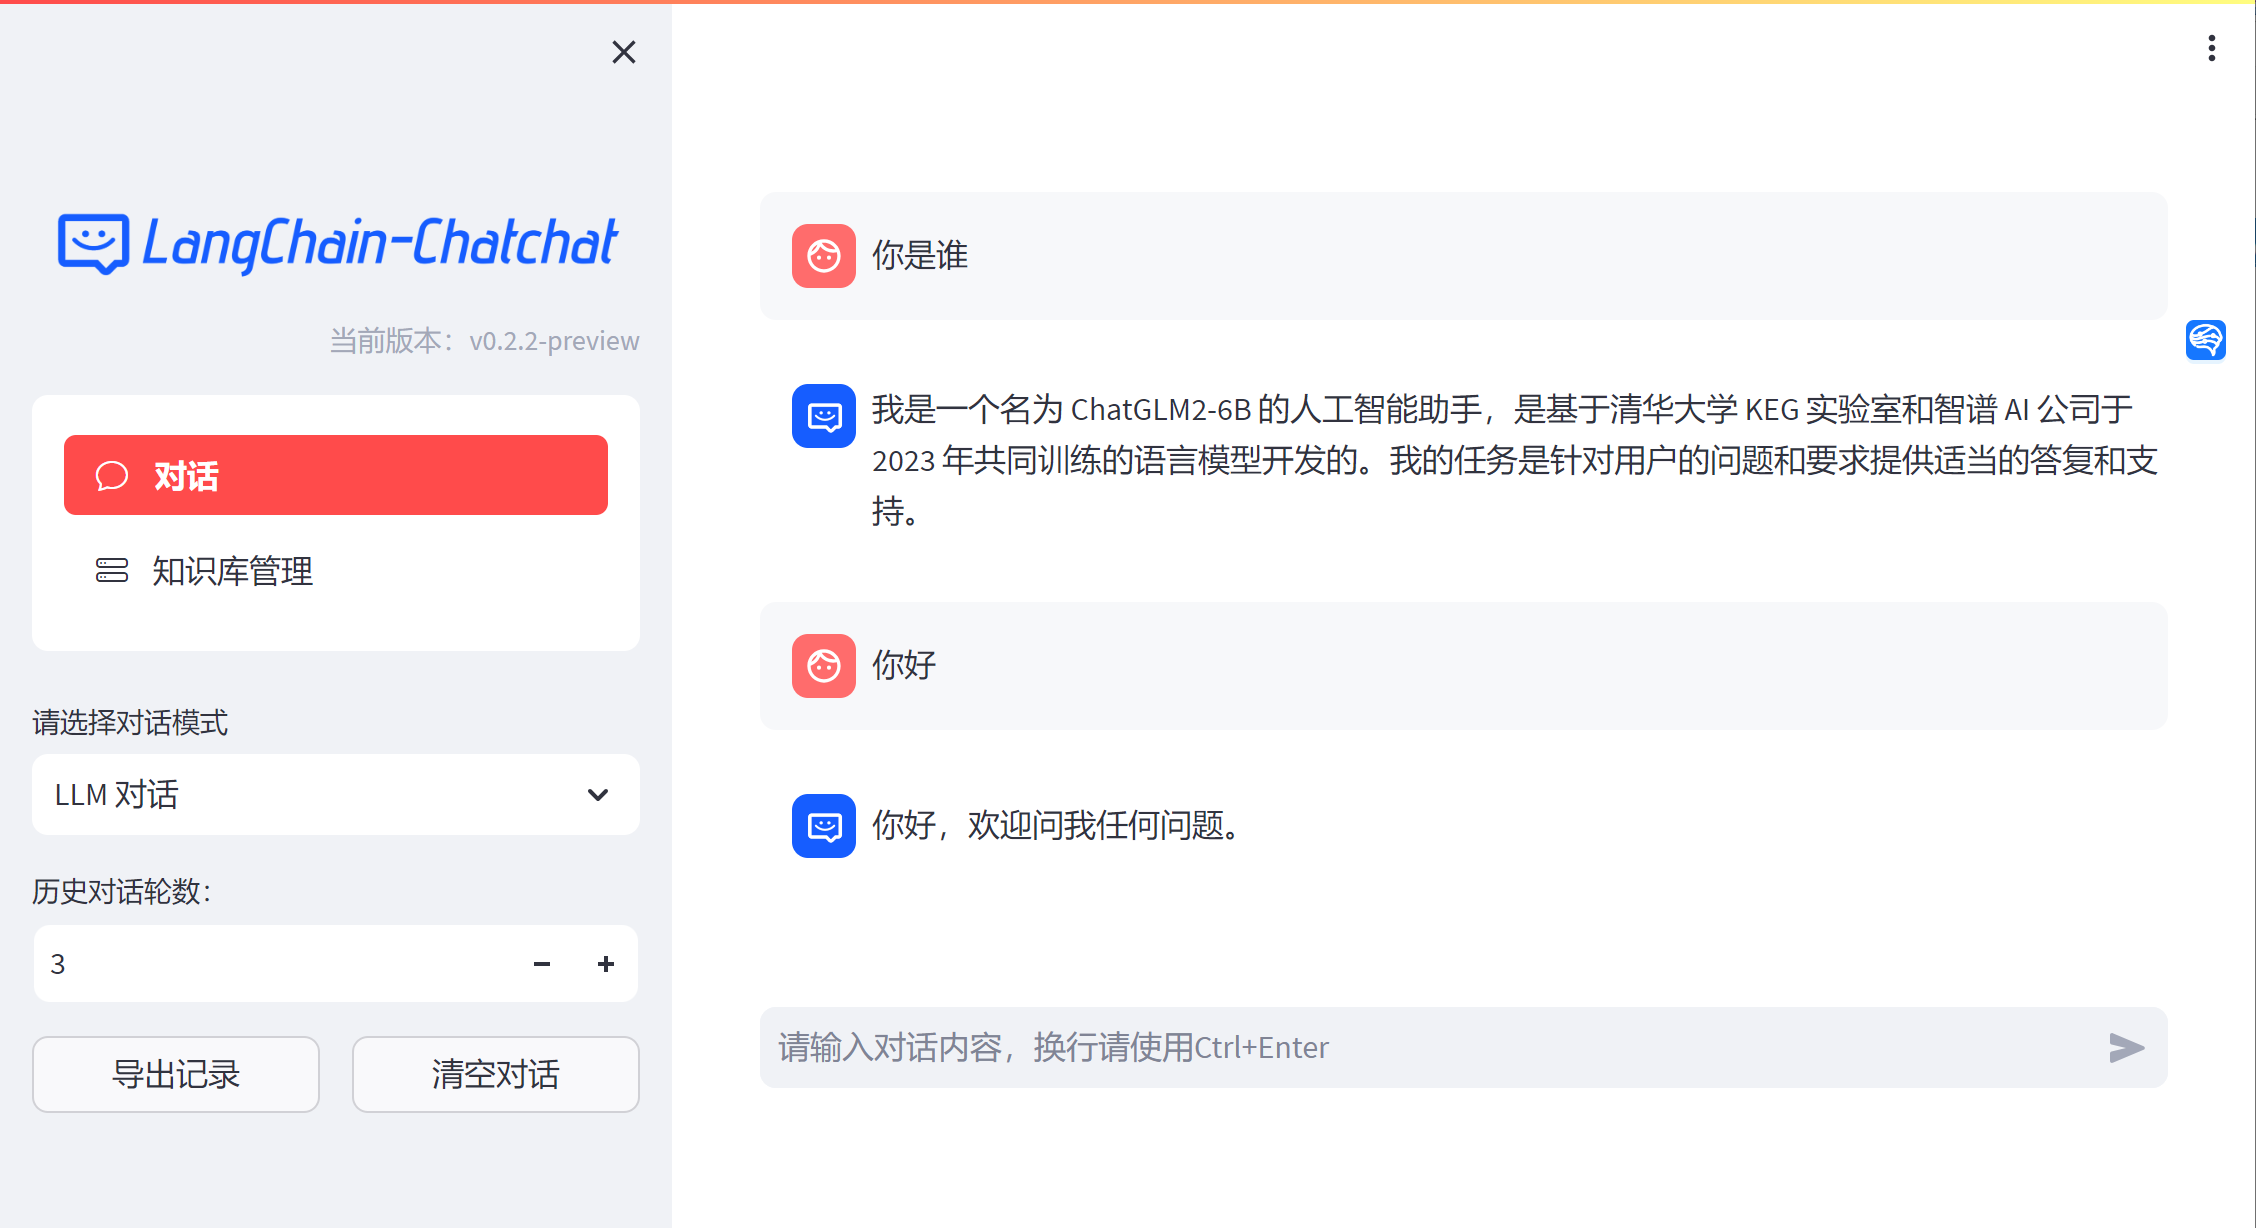 LangChain-Chatchat
当前版本：v0.2.2-preview
对话
知识库管理
请选择对话模式
LLM 对话
历史对话轮数：
3
导出记录
清空对话
你是谁
我是一个名为 ChatGLM2-6B 的人工智能助手，是基于清华大学 KEG 实验室和智谱 AI 公司于
2023 年共同训练的语言模型开发的。我的任务是针对用户的问题和要求提供适当的答复和支
持。
你好
你好，欢迎问我任何问题。
请输入对话内容，换行请使用Ctrl+Enter